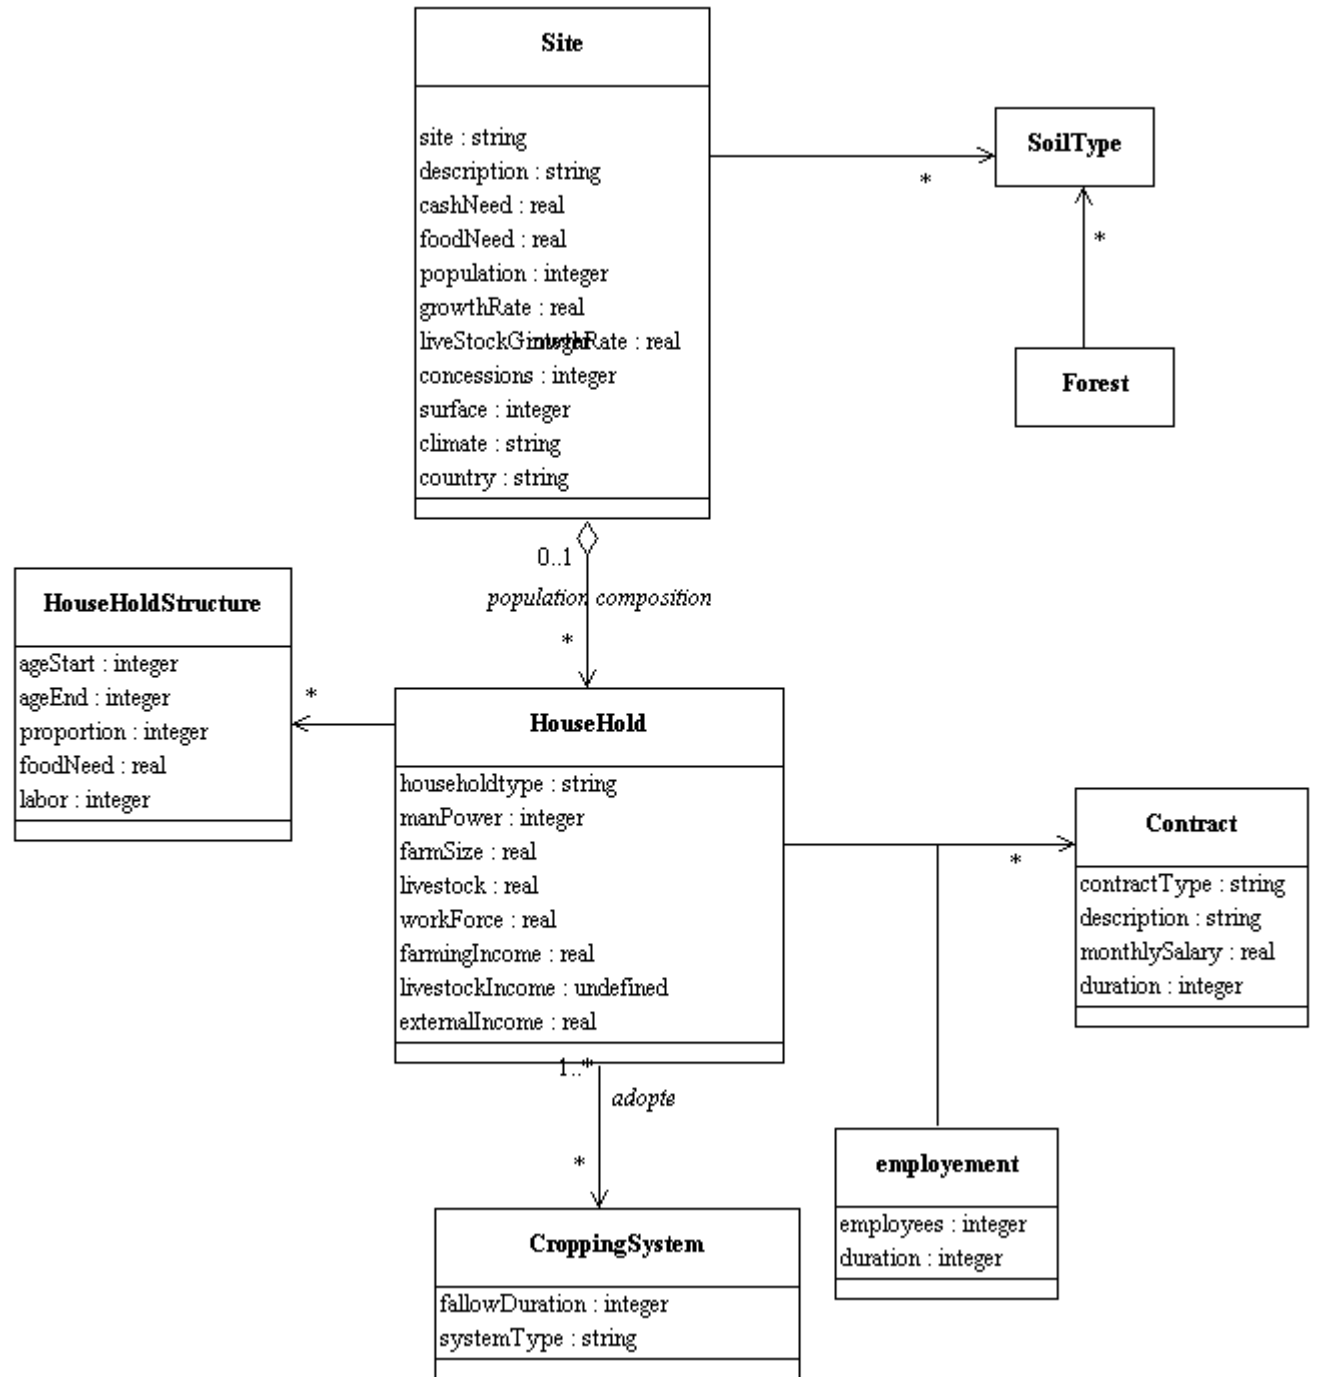 Site
site : string
description : string
cashNeed : real
foodNeed : real
population : integer
growthRate : real
liveStockGrowthRate : real
integer
concessions : integer
surface : integer
climate : string
country : string
SoilType
*
*
Forest
0..1
population composition
*
HouseHoldStructure
ageStart : integer
ageEnd : integer
proportion : integer
foodNeed : real
labor : integer
*
HouseHold
householdtype : string
manPower : integer
farmSize : real
livestock : real
workForce : real
farmingIncome : real
livestockIncome : undefined
externalIncome : real
Contract
contractType : string
description : string
monthlySalary : real
duration : integer
*
1..*
adopte
*
employement
employees : integer
duration : integer
CroppingSystem
fallowDuration : integer
systemType : string